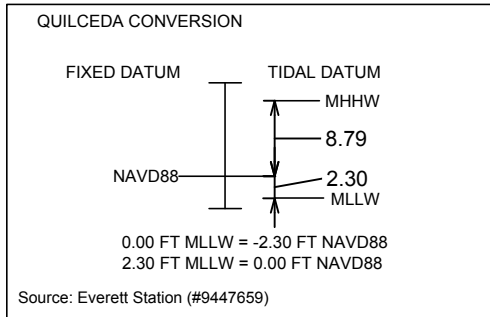 QUILCEDA CONVERSION
FIXED DATUM TIDAL DATUM
MHHW
8.79
NAVD88
2.30
MLLW
0.00 FT MLLW = -2.30 FT NAVD88
2.30 FT MLLW = 0.00 FT NAVD88
Source: Everett Station (#9447659)